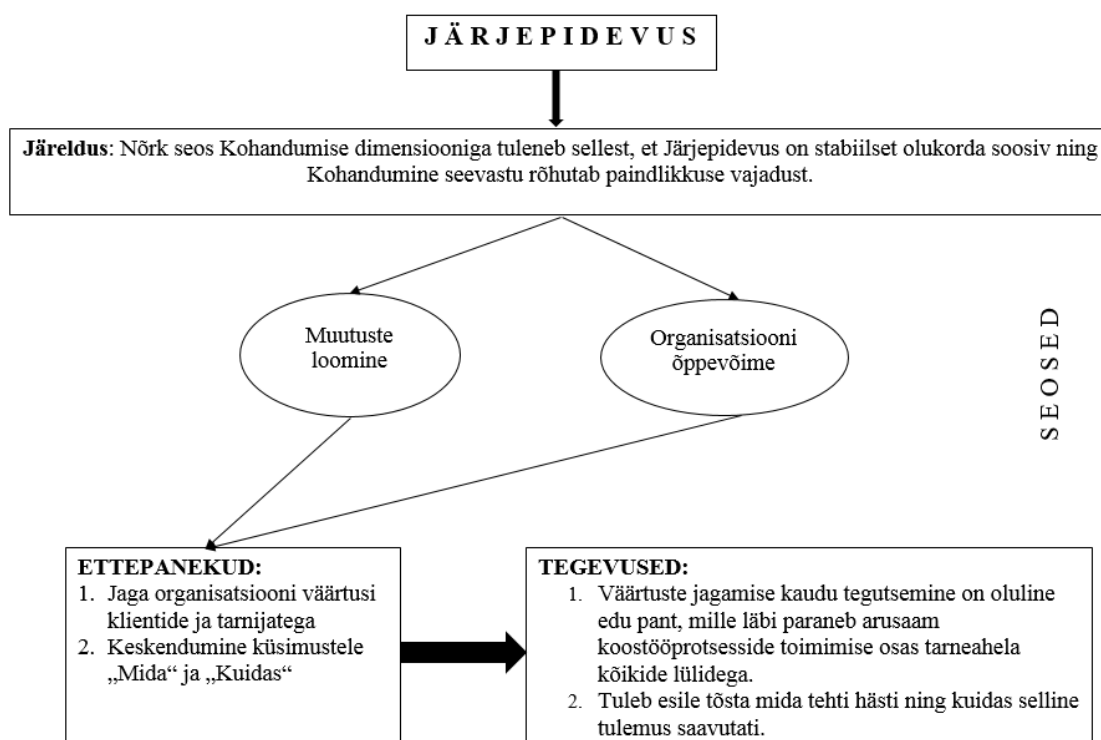 JÄRJEPIDEVUS
Järeldus: Nõrk seos Kohandumise dimensiooniga tuleneb sellest, et Järjepidevus on stabiilset olukorda soosiv ning
Kohandumine seevastu rõhutab paindlikkuse vajadust.
Muutuste
loomine
Organisatsiooni
õppevõime
SEOSED
ETTEPANEKUD:
1. Jaga organisatsiooni väärtusi
klientide ja tarnijatega
2. Keskendumine küsimustele
„Mida“ ja „Kuidas“
TEGEVUSED:
1. Väärtuste jagamise kaudu tegutsemine on oluline
edu pant, mille läbi paraneb arusaam
koostööprotsesside toimimise osas tarneahela
kõikide lülidega.
2. Tuleb esile tõsta mida tehti hästi ning kuidas selline
tulemus saavutati.